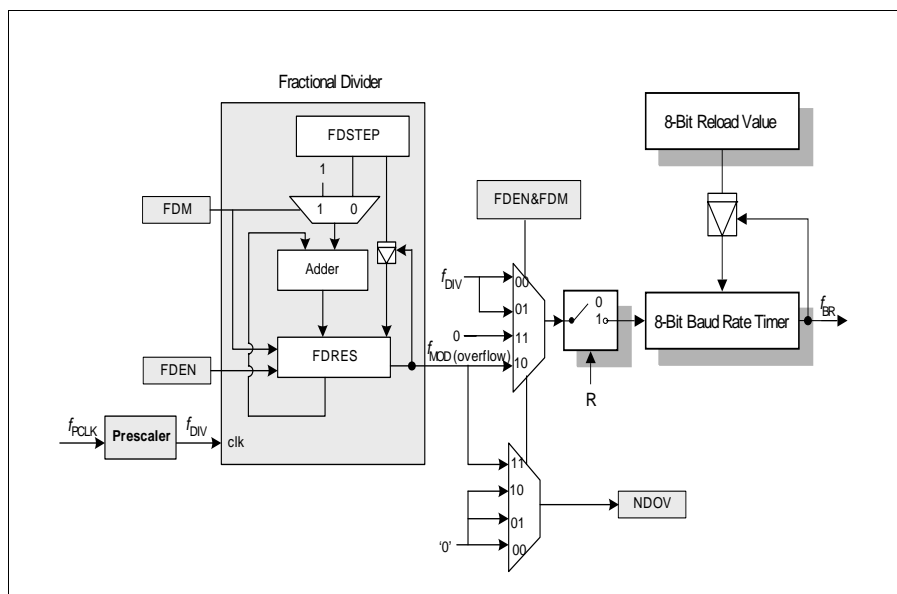 Fractional Divider
FDSTEP
8-Bit Reload Value
1
FDM
1 0
FDEN&FDM
Adder
fDIV
00
01
0
11
10
0
1
8-Bit Baud Rate Timer
fBR
FDRES
fMOD (overflow)
FDEN
R
fPCLK
Prescaler
fDIV
clk
11
10
01
00
'0'
NDOV